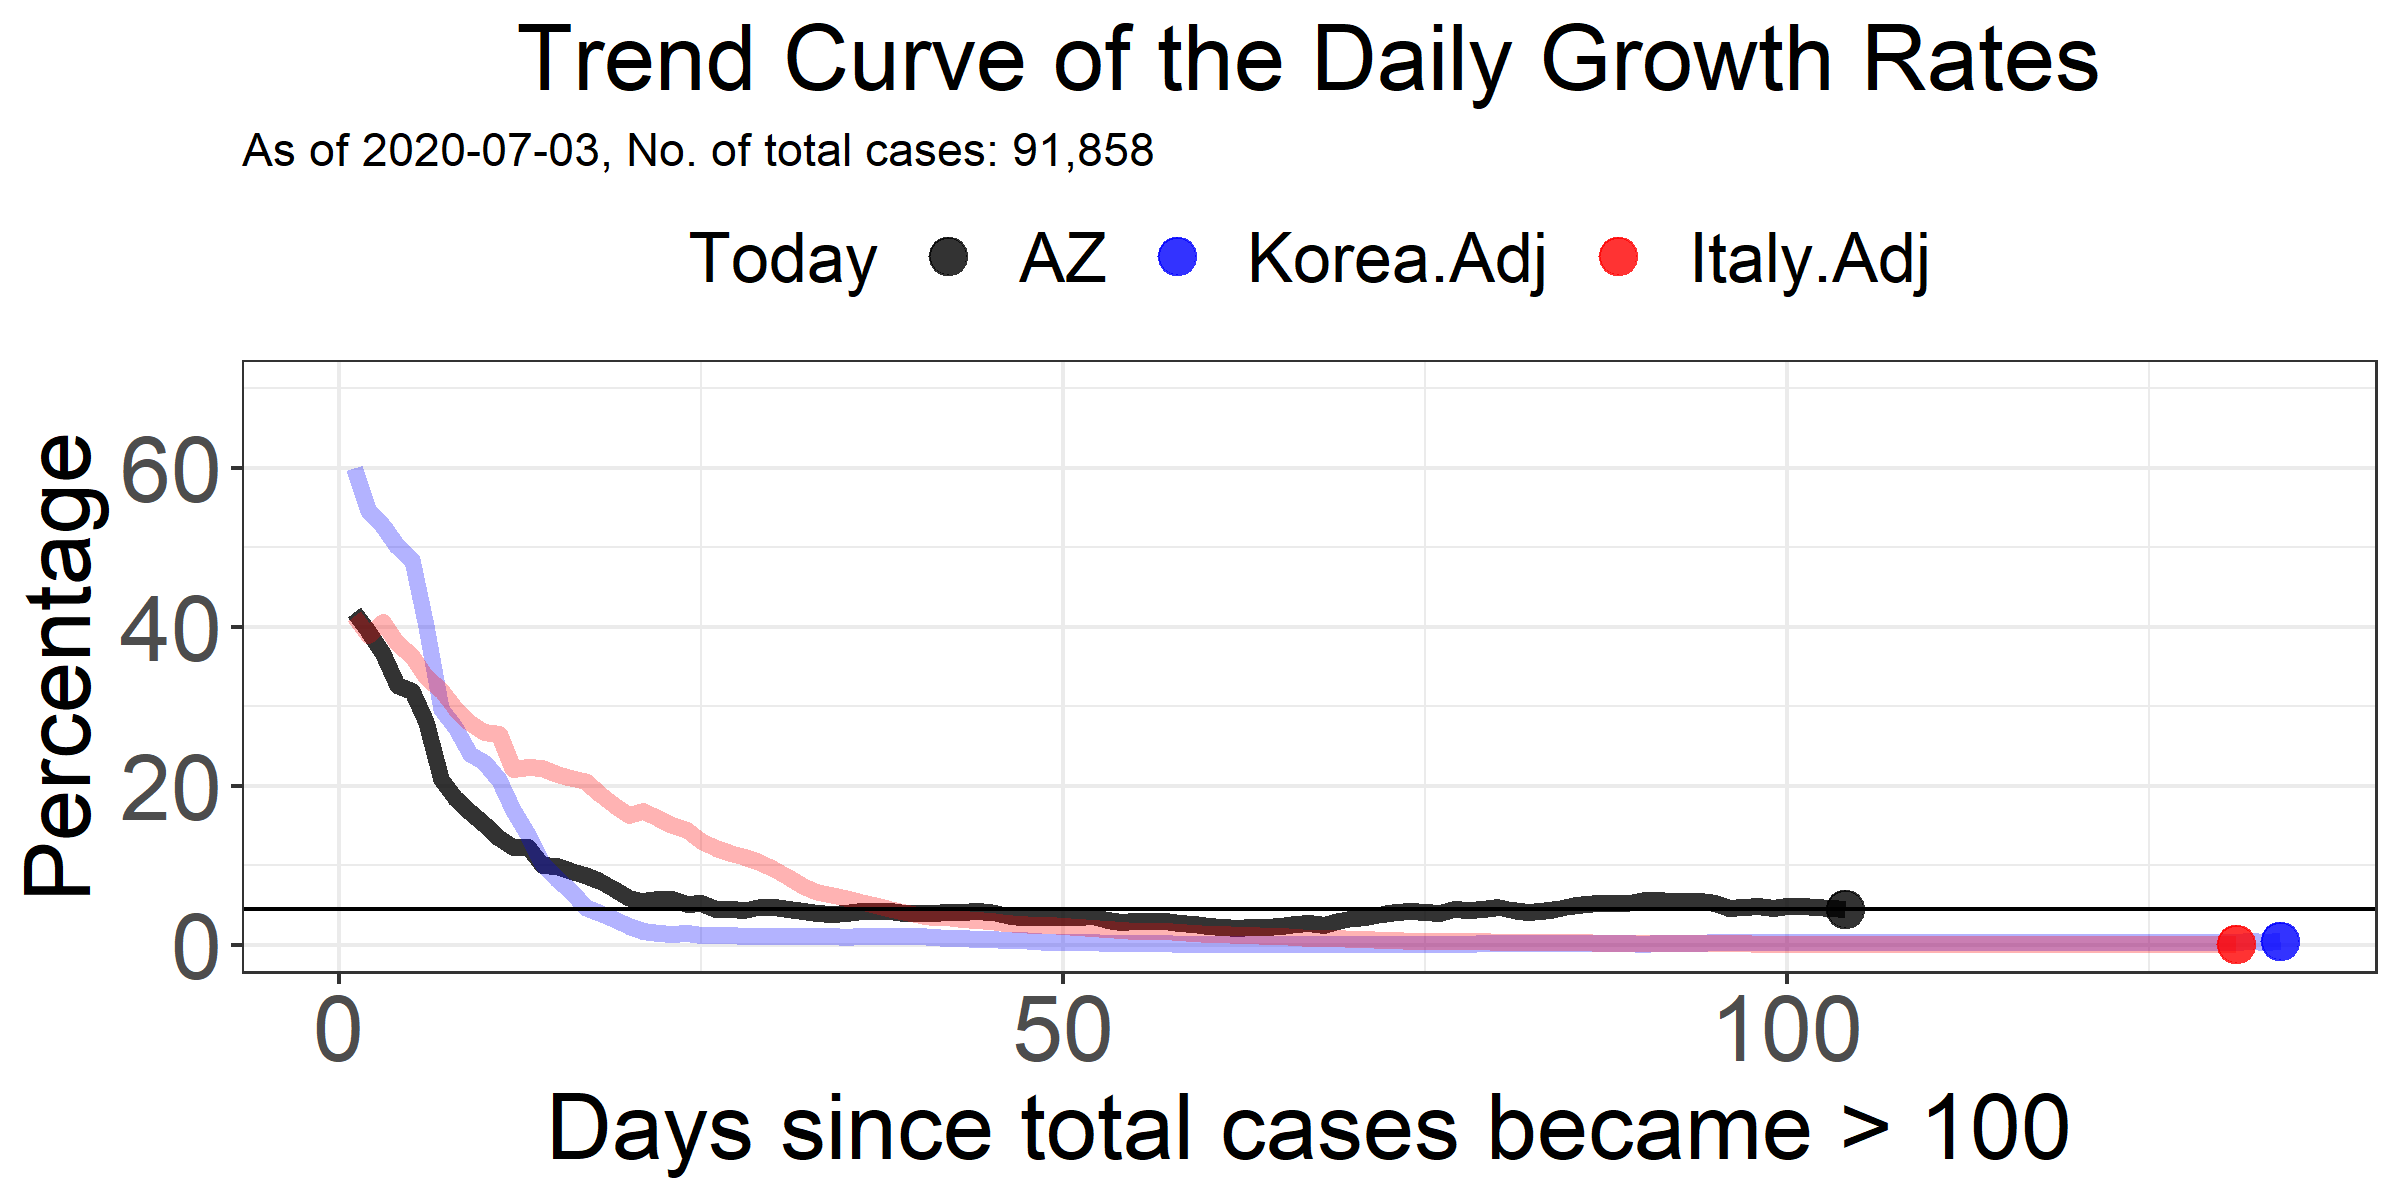 Trend Curve of the Daily Growth Rates
As of 2020-07-03, No. of total cases: 91,858
Today AZ Korea.Adj Italy.Adj
Percentage
60
40
20
0
0 50 100
Days since total cases became > 100